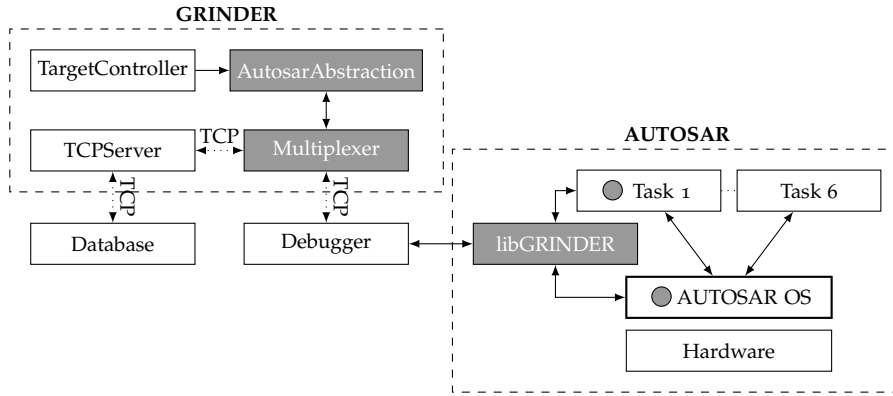 GRINDER
TargetController
AutosarAbstraction
TCPServer
TCP
Multiplexer
TCP
TCP
Database
Debugger
AUTOSAR
Task 1
Task 6
libGRINDER
AUTOSAR OS
Hardware